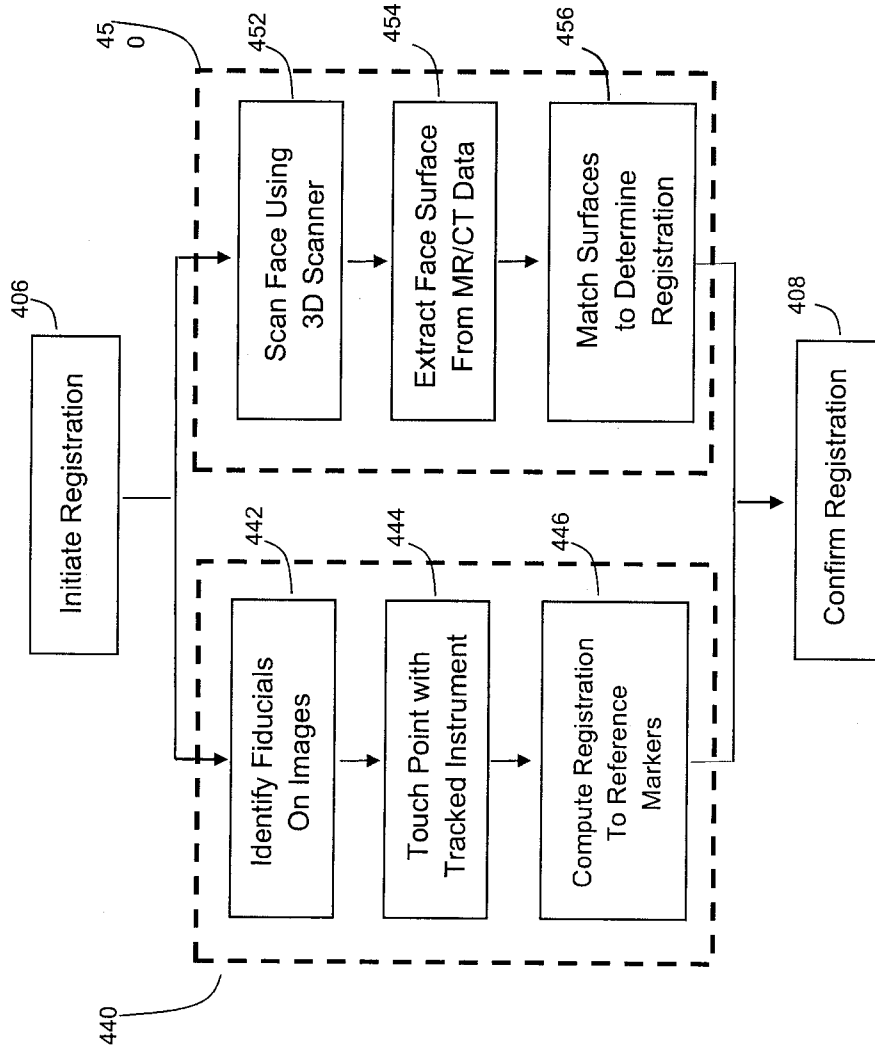 406
Initiate Registration
440
442
Identify Fiducials
On Images
444
Touch Point with
Tracked Instrument
446
Compute Registration
To Reference
Markers
45
0
452
Scan Face Using
3D Scanner
454
Extract Face Surface
From MR/CT Data
456
Match Surfaces
to Determine
Registration
408
Confirm Registration